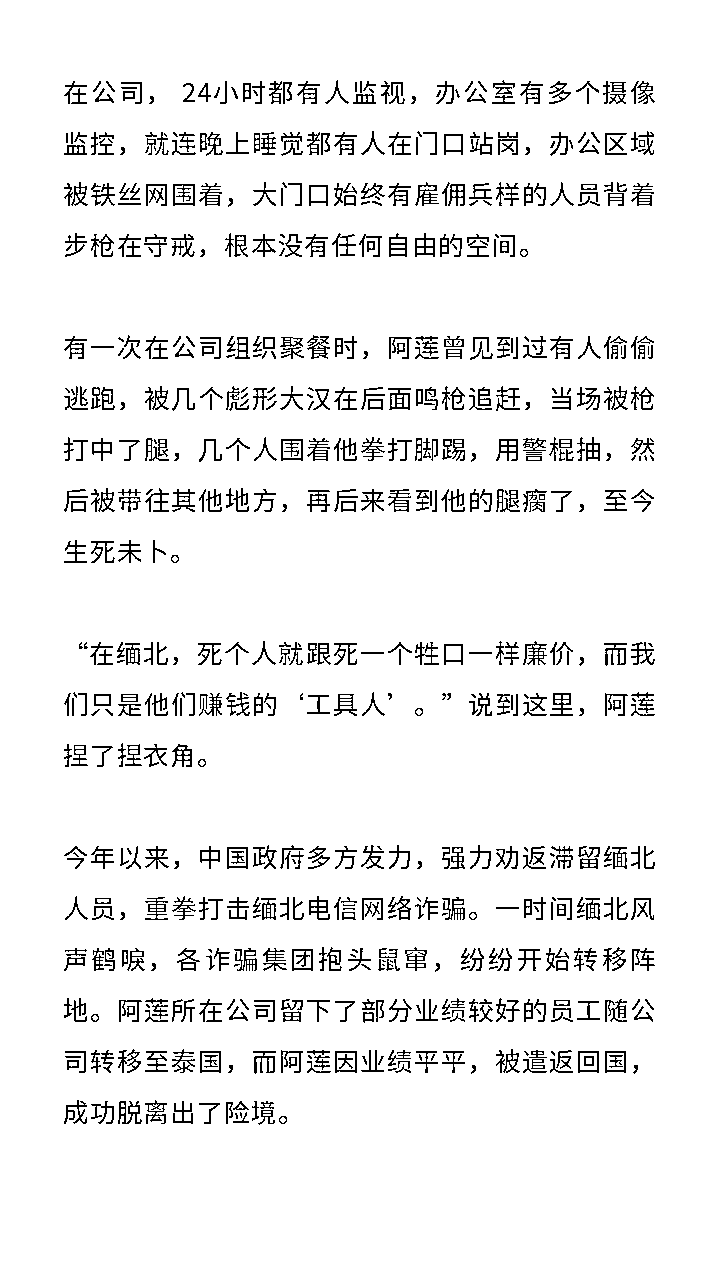 在公司， 24小时都有人监视，办公室有多个摄像
监控，就连晚上睡觉都有人在门口站岗，办公区域
被铁丝网围着，大门口始终有雇佣兵样的人员背着
步枪在守戒，根本没有任何自由的空间。
有一次在公司组织聚餐时，阿莲曾见到过有人偷偷
逃跑，被几个彪形大汉在后面鸣枪追赶，当场被枪
打中了腿，几个人围着他拳打脚踢，用警棍抽，然
后被带往其他地方，再后来看到他的腿瘸了，至今
生死未卜。
“在缅北，死个人就跟死一个牲口一样廉价，而我
们只是他们赚钱的‘工具人’。”说到这里，阿莲
捏了捏衣角。
今年以来，中国政府多方发力，强力劝返滞留缅北
人员，重拳打击缅北电信网络诈骗。一时间缅北风
声鹤唳，各诈骗集团抱头鼠窜，纷纷开始转移阵
地。阿莲所在公司留下了部分业绩较好的员工随公
司转移至泰国，而阿莲因业绩平平，被遣返回国，
成功脱离出了险境。